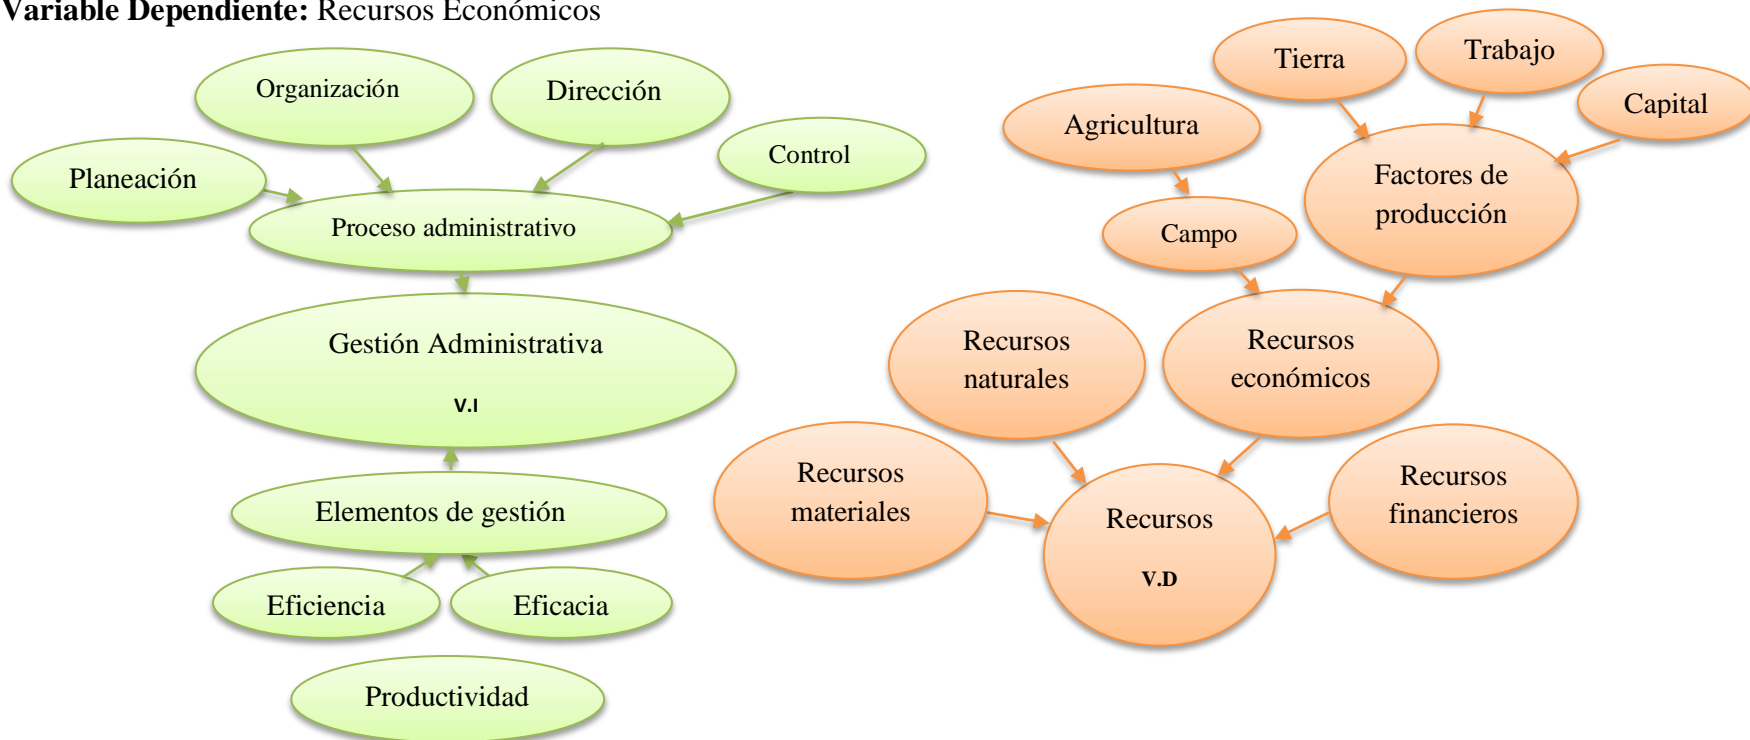 Variable Dependiente: Recursos Económicos
Organización
Dirección
Planeación
Control
Proceso administrativo
Gestión Administrativa
V.I
Elementos de gestión
Eficiencia
Eficacia
Productividad
Tierra
Trabajo
Capital
Agricultura
Factores de
producción
Campo
Recursos
naturales
Recursos
económicos
Recursos
materiales
Recursos
financieros
Recursos
V.D